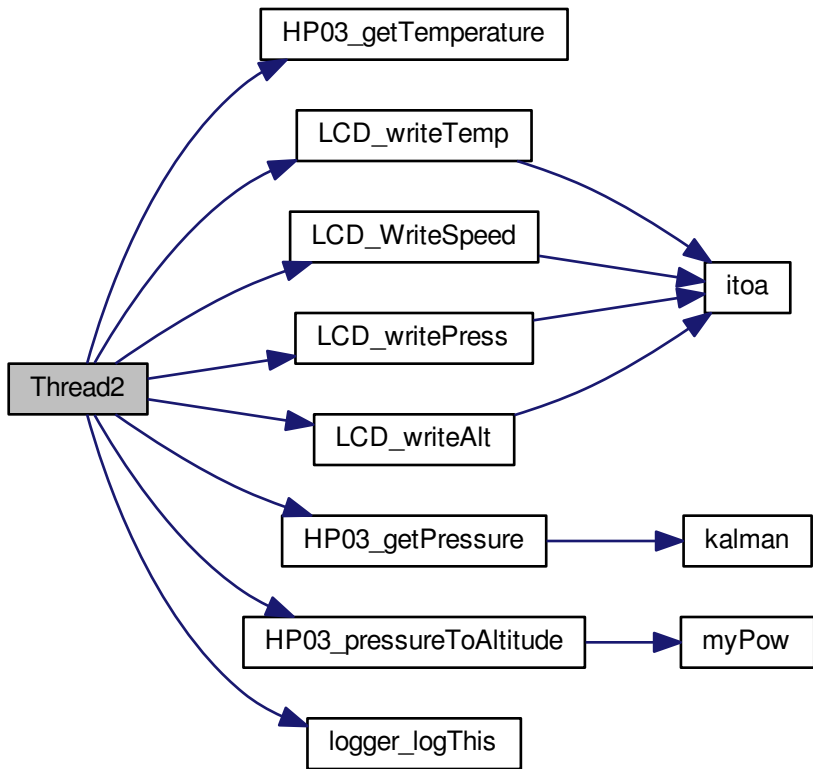 HP03_getTemperature
LCD_writeTemp
LCD_WriteSpeed
itoa
LCD_writePress
Thread2
LCD_writeAlt
HP03_getPressure
kalman
HP03_pressureToAltitude
myPow
logger_logThis